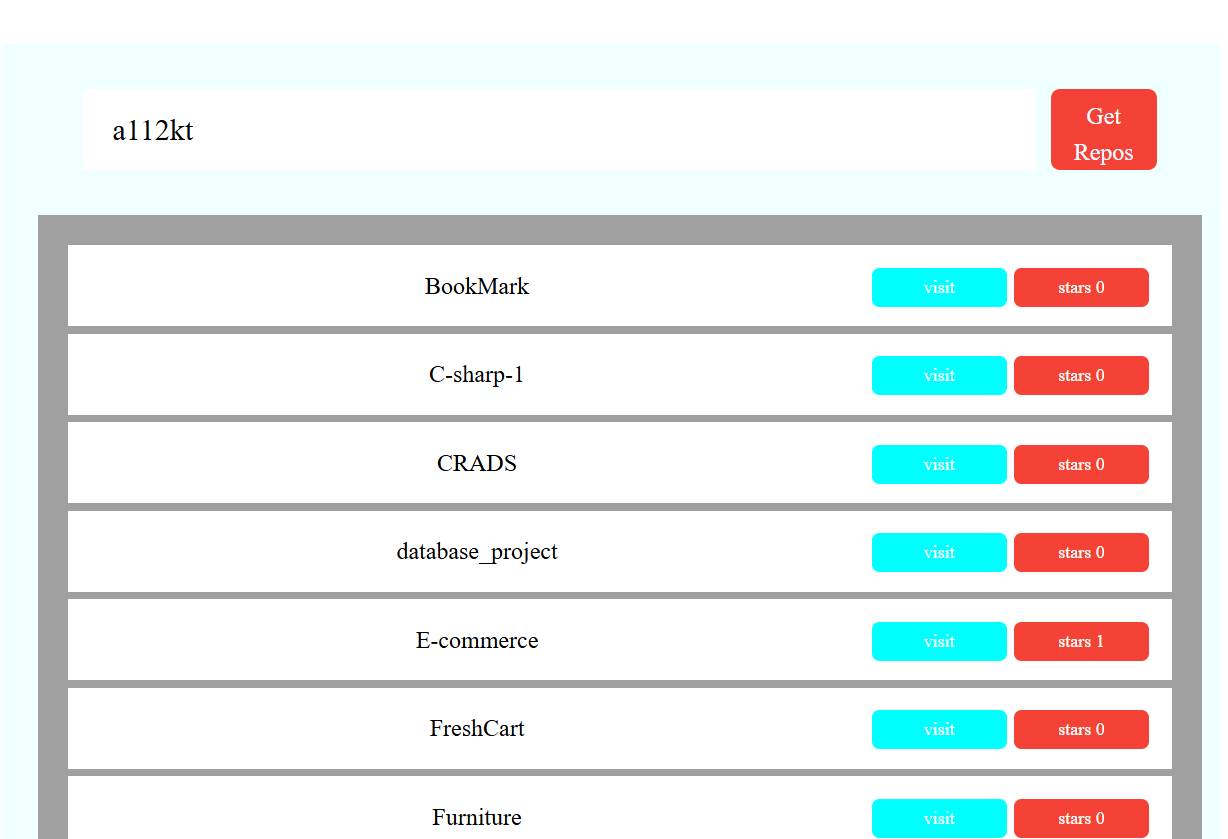 a112kt
Get
Repos
BookMark visit stars 0
C-sharp-1 visit stars 0
CRADS visit stars 0
database_project visit stars 0
E-commerce visit stars 1
FreshCart visit stars 0
Furniture visit stars 0